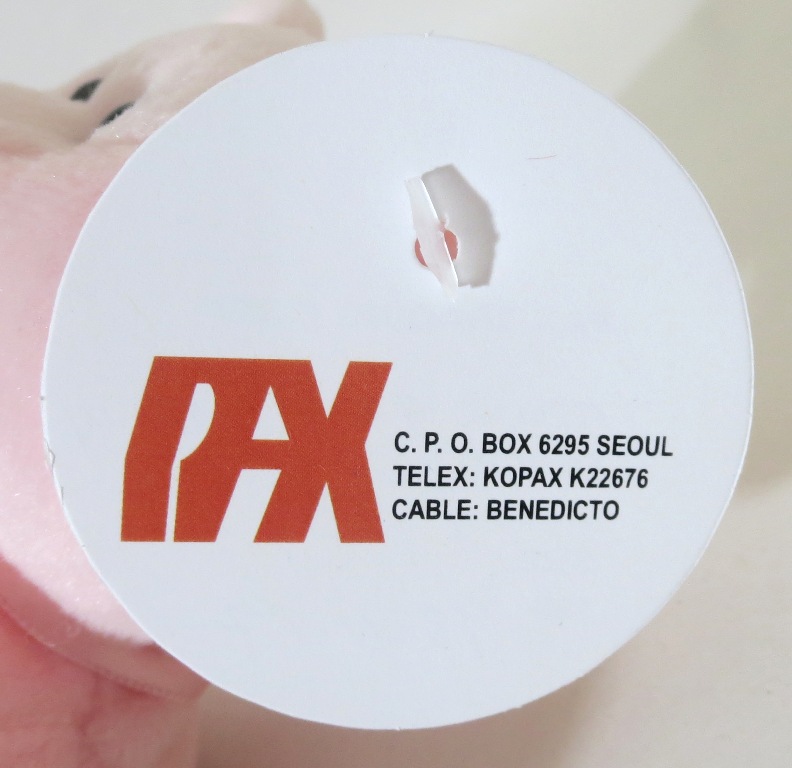 PAX
C. P. O. BOX 6295 SEOUL
TELEX: KOPAX K22676
CABLE: BENEDICTO